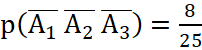 p(A̅₁ A̅₂ A̅₃) = 8/25